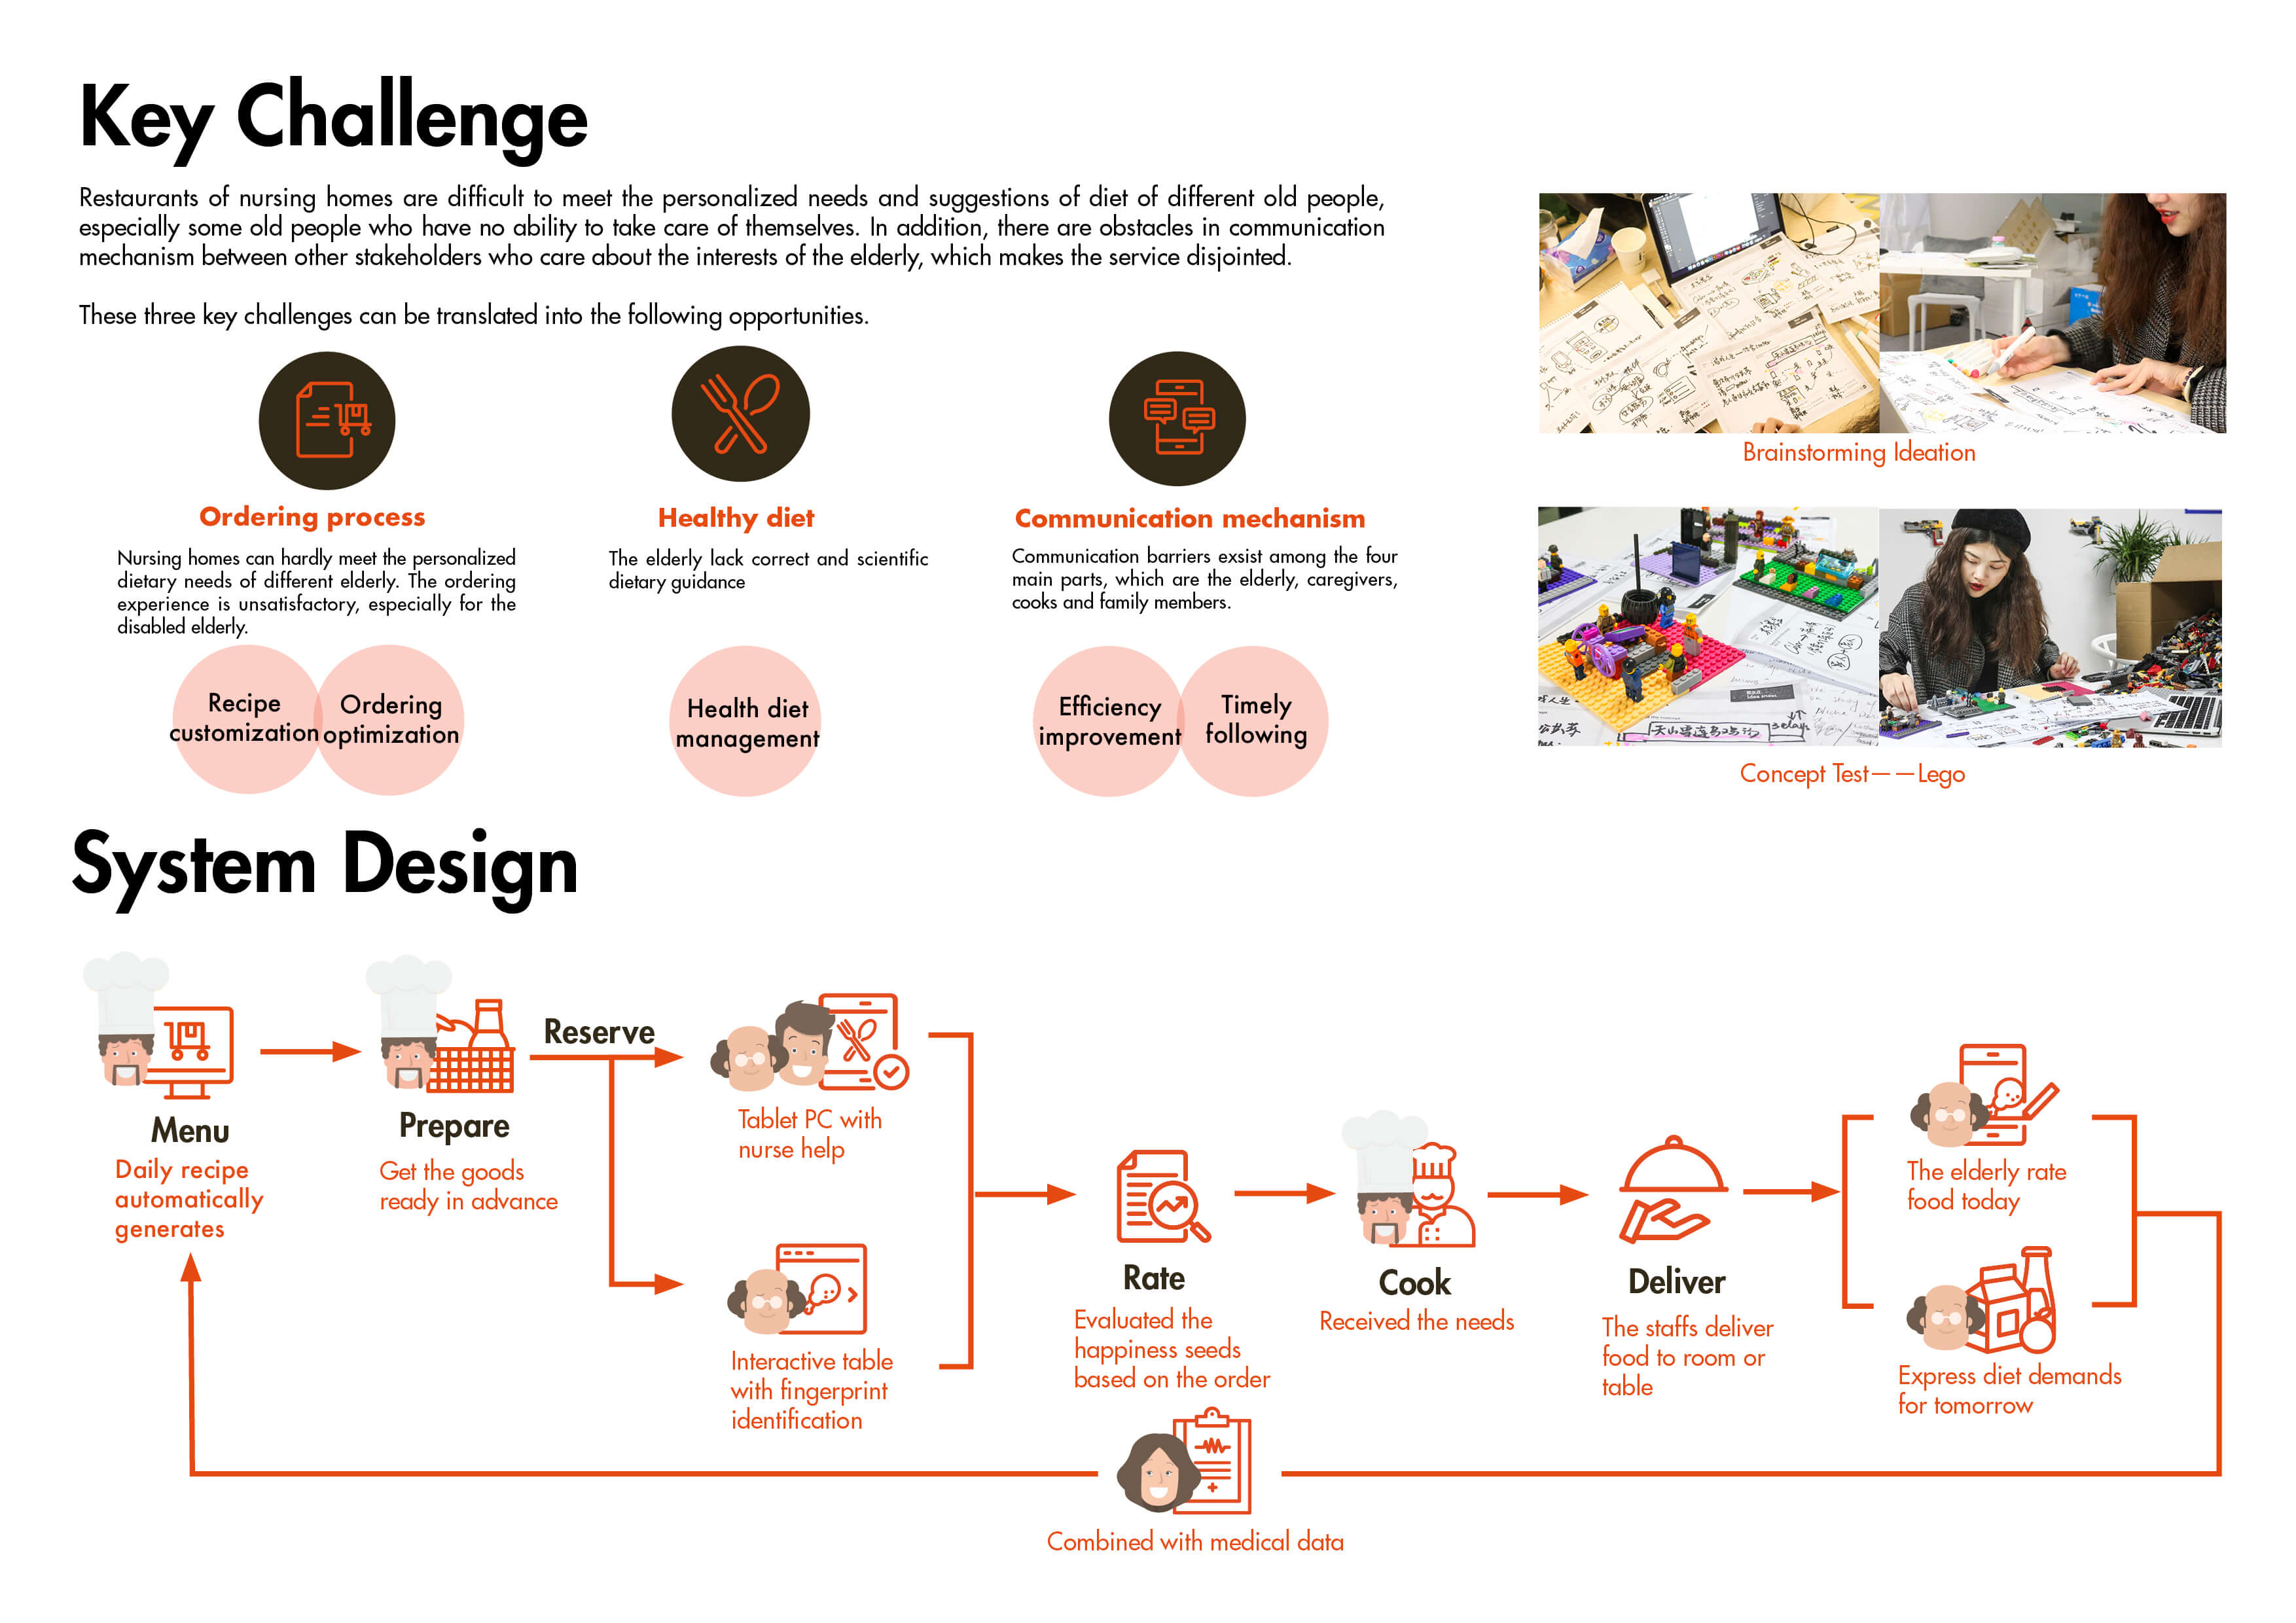 Key Challenge
Restaurants of nursing homes are difficult to meet the personalized needs and suggestions of diet of different old people,
especially some old people who have no ability to take care of themselves. In addition, there are obstacles in communication
mechanism between other stakeholders who care about the interests of the elderly, which makes the service disjointed.
These three key challenges can be translated into the following opportunities.
Ordering process
Nursing homes can hardly meet the personalized
dietary needs of different elderly. The ordering
experience is unsatisfactory, especially for the
disabled elderly.
Recipe
customization
Ordering
optimization
Healthy diet
The elderly lack correct and scientific
dietary guidance
Health diet
management
Communication mechanism
Communication barriers exsist among the four
main parts, which are the elderly, caregivers,
cooks and family members.
Efficiency
improvement
Timely
following
Brainstorming Ideation
Concept Test——Lego
System Design
Menu
Daily recipe
automatically
generates
Prepare
Get the goods
ready in advance
Reserve
Tablet PC with
nurse help
Interactive table
with fingerprint
identification
Rate
Evaluated the
happiness seeds
based on the order
Cook
Received the needs
Deliver
The staffs deliver
food to room or
table
The elderly rate
food today
Express diet demands
for tomorrow
Combined with medical data